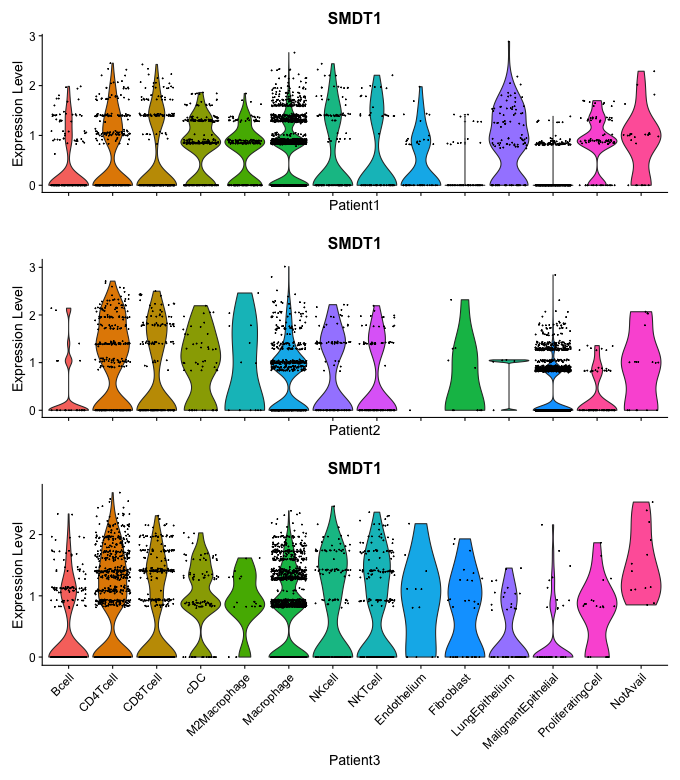 SMDT1
Expression Level
3
2
1
0
Patient1
SMDT1
Expression Level
3
2
1
0
Patient2
SMDT1
Expression Level
2
1
0
Bcell
CD4Tcell
CD8Tcell
cDC
M2Macrophage
Macrophage
NKcell
NKTcell
Endothelium
Fibroblast
LungEpithelium
MalignantEpithelial
ProliferatingCell
NotAvail
Patient3